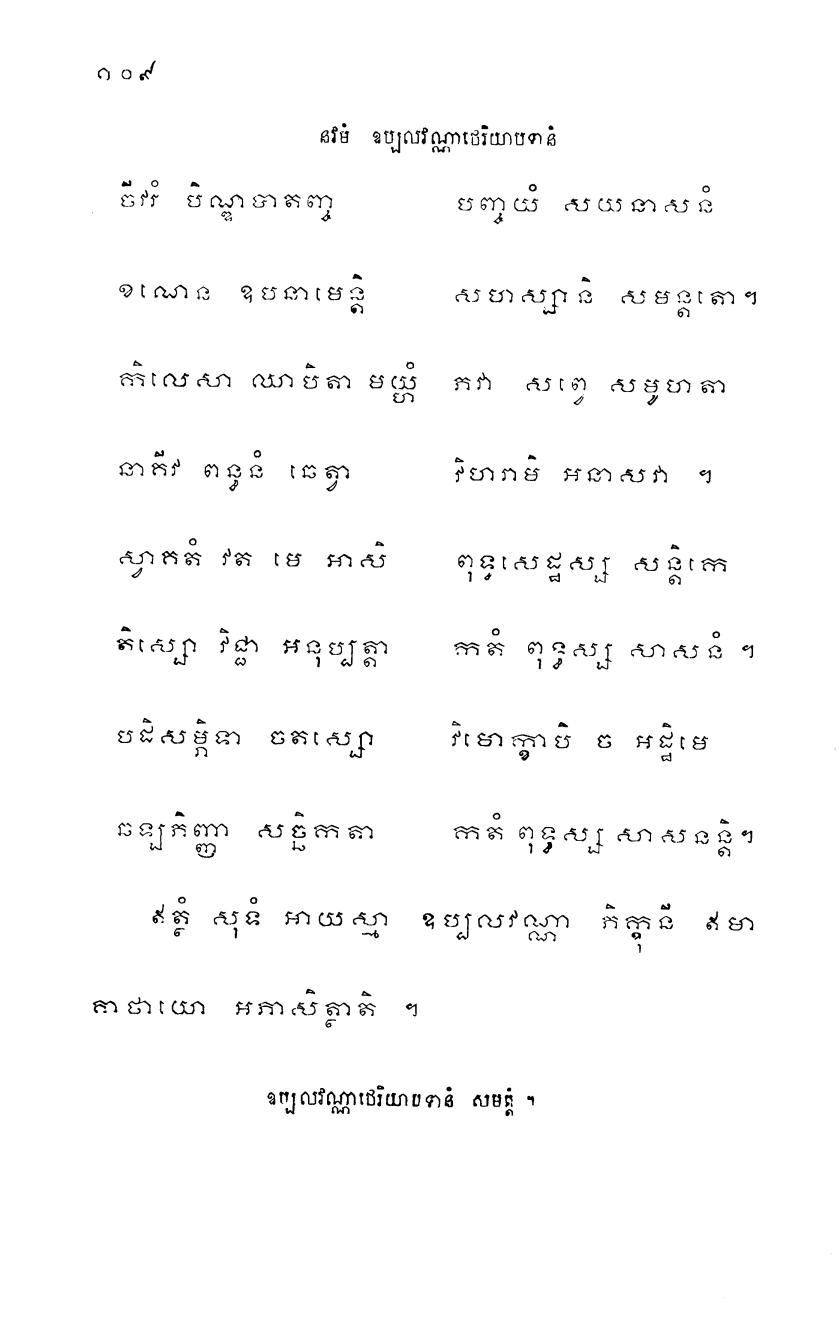 ១០៩
នវមំ ឧប្បលវណ្ណាថេរិយាបទានំ
ចីវរំ បិណ្ឌបាតញ្ច បញ្ចយំ សយនាសនំ
ខណេន ឧបនាមេន្តិ សហស្សានិ សមន្តតោ។
កិលេសា ឈាបិតា មយ្ហំ ភវា សព្វេ សមូហតា
នាគីវ ពន្ធនំ ឆេត្វា វិហរាមិ អនាសវា ។
ស្វាគតំ វត មេ អាសិ ពុទ្ធសេដ្ឋស្ស សន្តិកេ
តិស្សោ វិជ្ជា អនុប្បត្តា កតំ ពុទ្ធស្ស សាសនំ ។
បដិសម្ភិទា ចតស្សោ វិមោក្ខាបិ ច អដ្ឋិមេ
ឆឡភិញ្ញា សច្ឆិកតា កតំ ពុទ្ធស្ស សាសនន្តិ។
ឥត្ថំ សុទំ អាយស្មា ឧប្បលវណ្ណា ភិក្ខុនី ឥមា
គាថាយោ អភាសិត្ថាតិ ។
ឧប្បលវណ្ណាថេរិយាបទានំ សមត្តំ ។